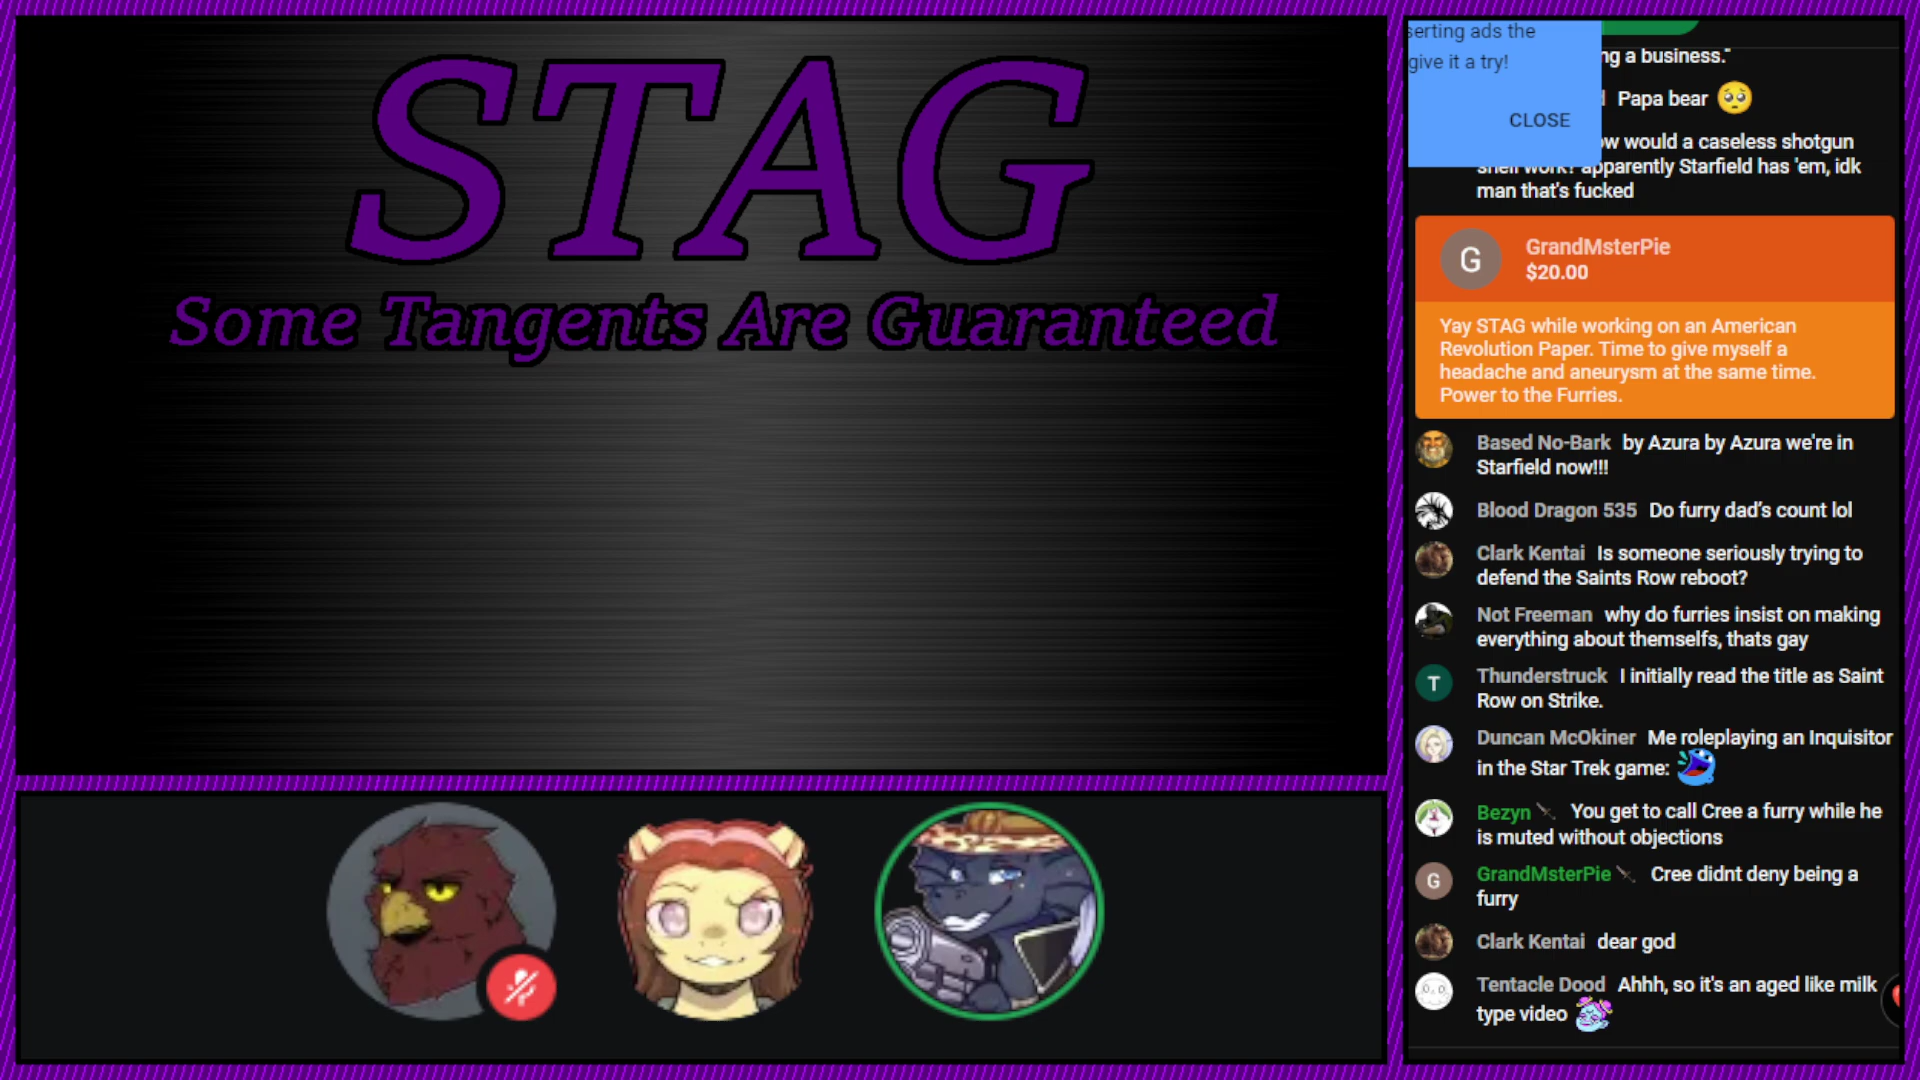 STAG
Some Tangents Are Guaranteed
serting ads the
give it a try!
CLOSE
ng a business."
Papa bear
ow would a caseless shotgun
shell work? apparently Starfield has 'em, idk
man that's fucked
G
GrandMsterPie
$20.00
Yay STAG while working on an American
Revolution Paper. Time to give myself a
headache and aneurysm at the same time.
Power to the Furries.
Based No-Bark by Azura by Azura we're in
Starfield now!!!
Blood Dragon 535 Do furry dad's count lol
Clark Kentai Is someone seriously trying to
defend the Saints Row reboot?
Not Freeman why do furries insist on making
everything about themselfs, thats gay
T
Thunderstruck I initially read the title as Saint
Row on Strike.
Duncan McOkiner Me roleplaying an Inquisitor
in the Star Trek game:
Bezyn You get to call Cree a furry while he
is muted without objections
G
GrandMsterPie Cree didnt deny being a
furry
Clark Kentai dear god
Tentacle Dood Ahhh, so it's an aged like milk
type video